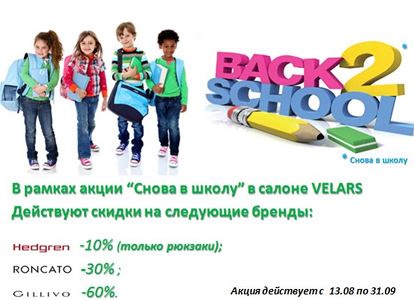 BACK 2 *
SCHOOL
* Снова в школу
В рамках акции “Снова в школу” в салоне VELARS
Действуют скидки на следующие бренды:
Hedgren -10% (только рюкзаки);
RONCATO -30% ;
GILLIVO -60%.
Акция действует с 13.08 по 31.09